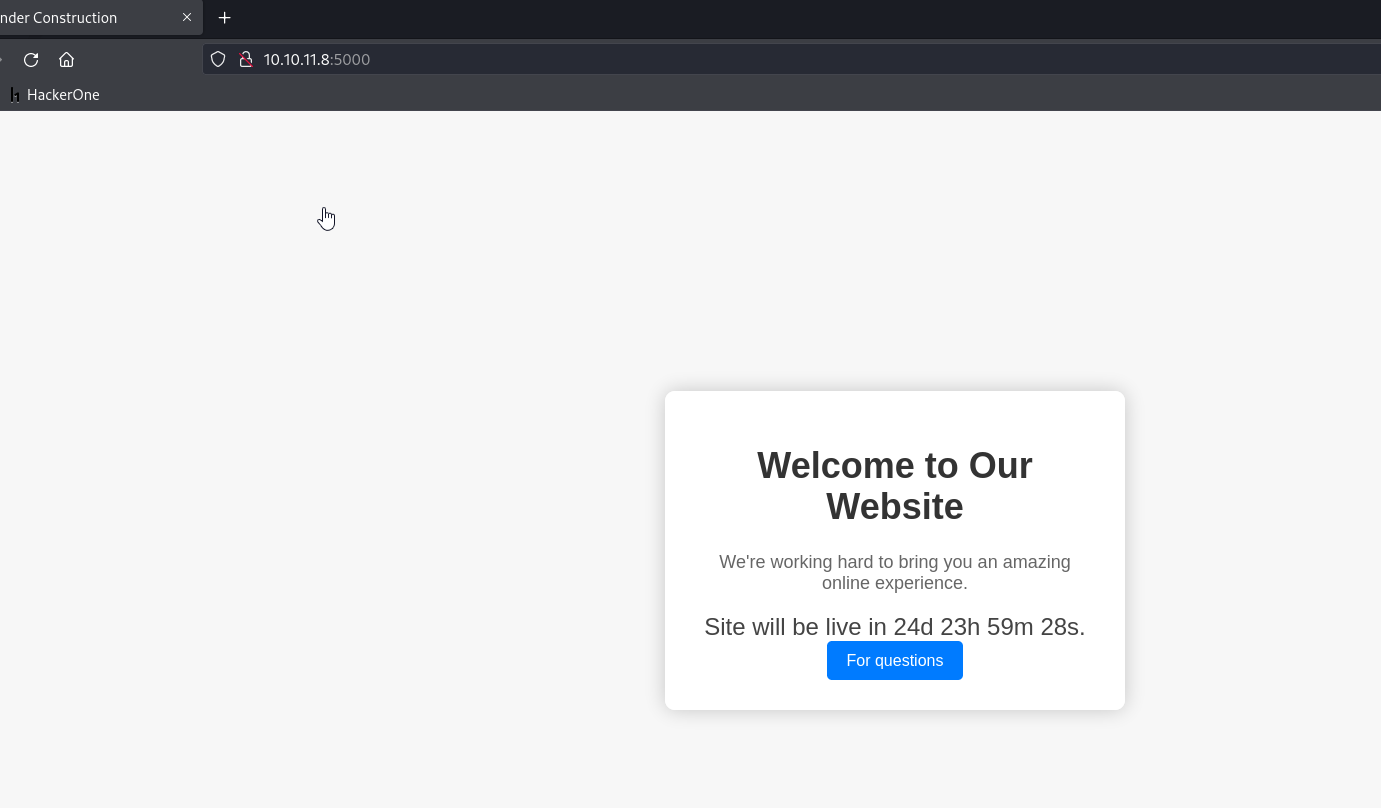 nder Construction
10.10.11.8:5000
HackerOne
Welcome to Our
Website
We're working hard to bring you an amazing
online experience.
Site will be live in 24d 23h 59m 28s.
For questions